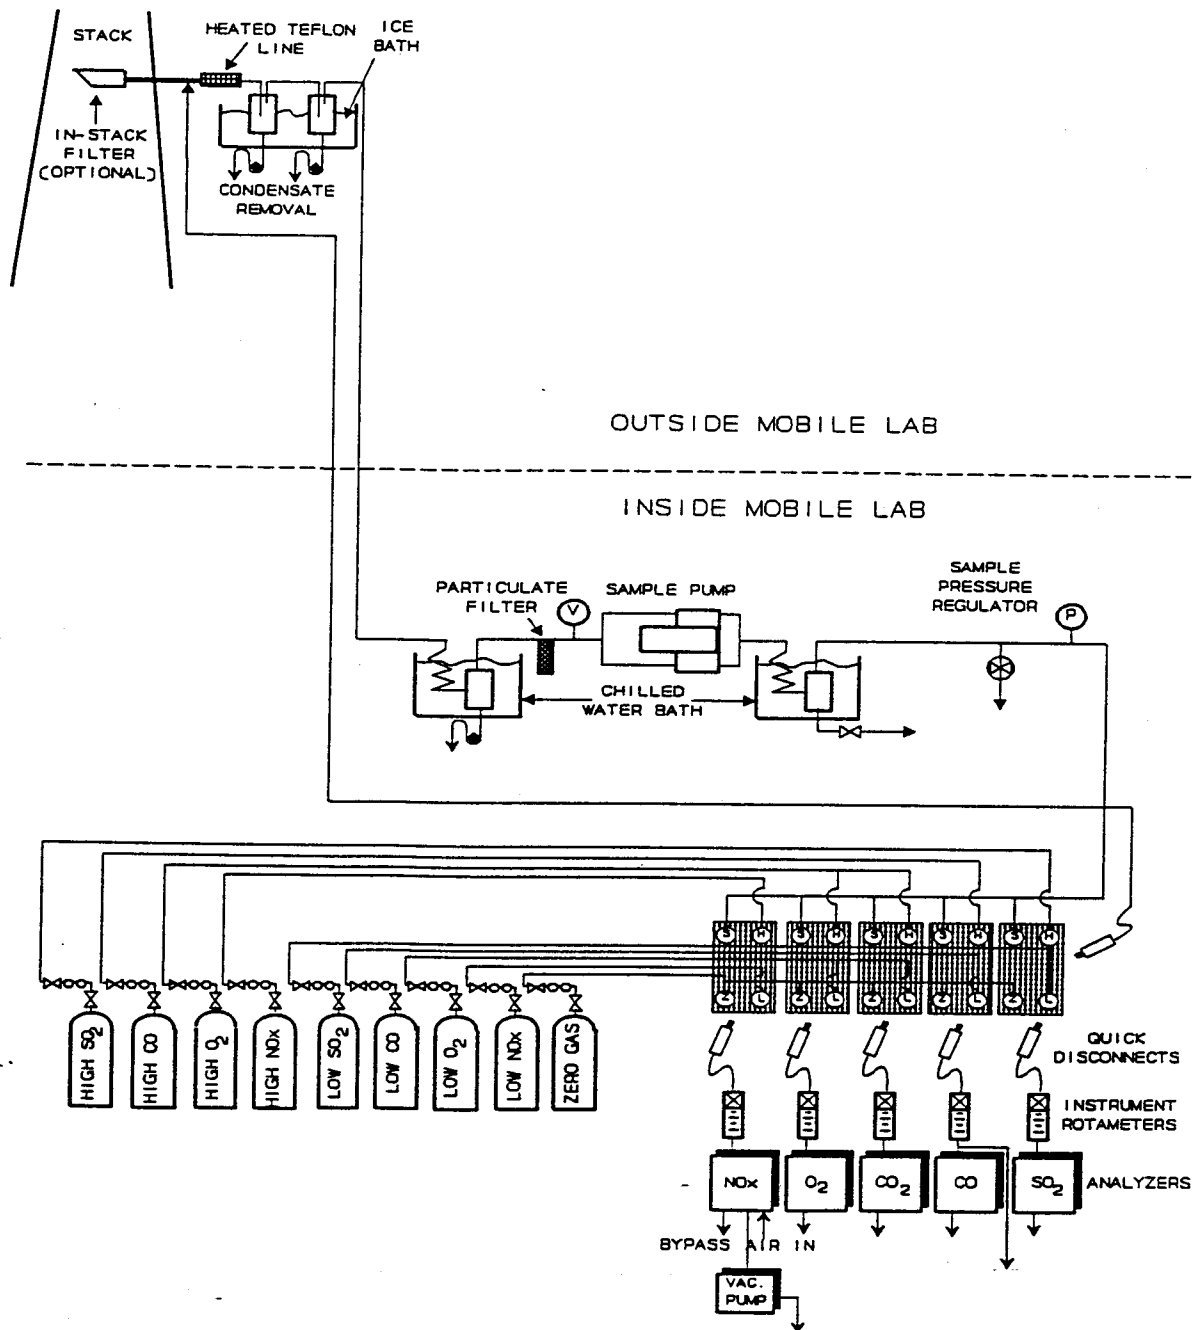 STACK
HEATED TEFLON
LINE
ICE
BATH
IN-STACK
FILTER
(OPTIONAL)
CONDENSATE
REMOVAL
OUTSIDE MOBILE LAB
INSIDE MOBILE LAB
PARTICULATE
FILTER
V
SAMPLE PUMP
SAMPLE
PRESSURE
REGULATOR
P
CHILLED
WATER BATH
S H S H S H S H S H
Z L Z L Z L Z L Z L
HIGH SO2
HIGH CO
HIGH O2
HIGH NOx
LOW SO2
LOW CO
LOW O2
LOW NOx
ZERO GAS
QUICK
DISCONNECTS
INSTRUMENT
ROTAMETERS
NOx
O2
CO2
CO
SO2
ANALYZERS
BYPASS AIR IN
VAC.
PUMP